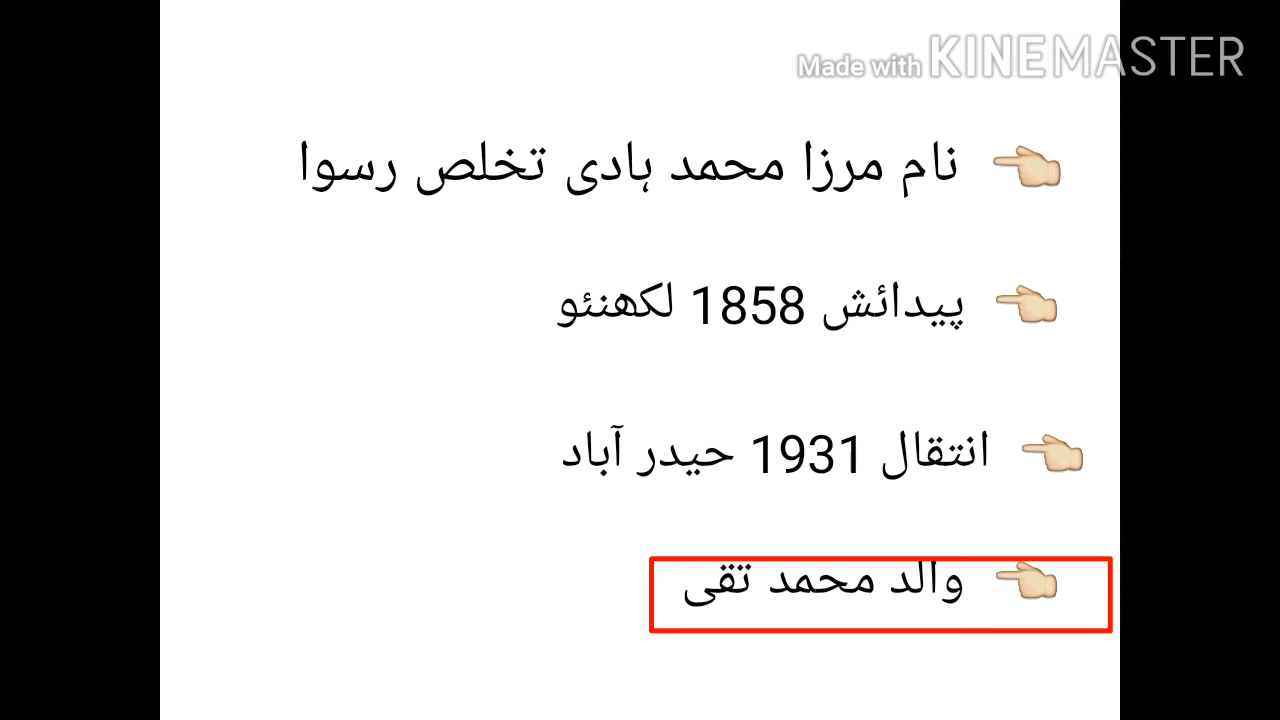 Made with KINEMASTER
👈🏻 نام مرزا محمد ہادی تخلص رسوا
👈🏻 پیدائش 1858 لکھنئو
👈🏻 انتقال 1931 حیدر آباد
👈🏻 والد محمد تقی